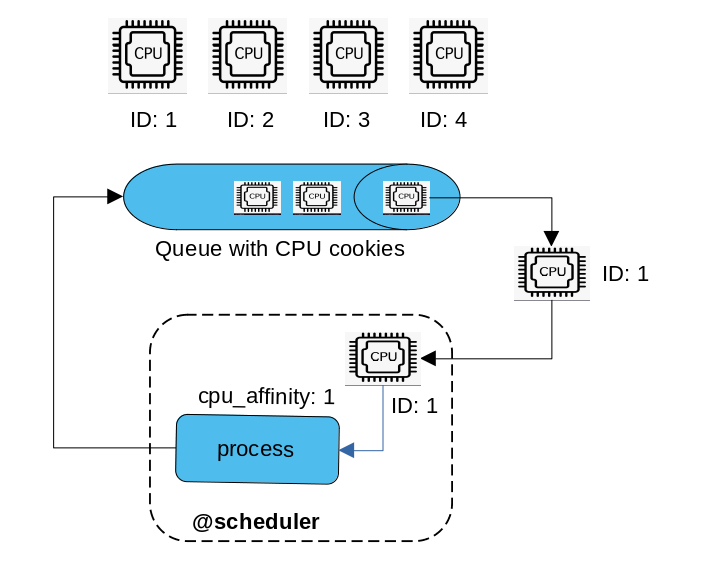 CPU CPU CPU CPU
ID: 1 ID: 2 ID: 3 ID: 4
CPU CPU CPU
Queue with CPU cookies
CPU ID: 1
CPU
cpu_affinity: 1 ID: 1
process
@scheduler